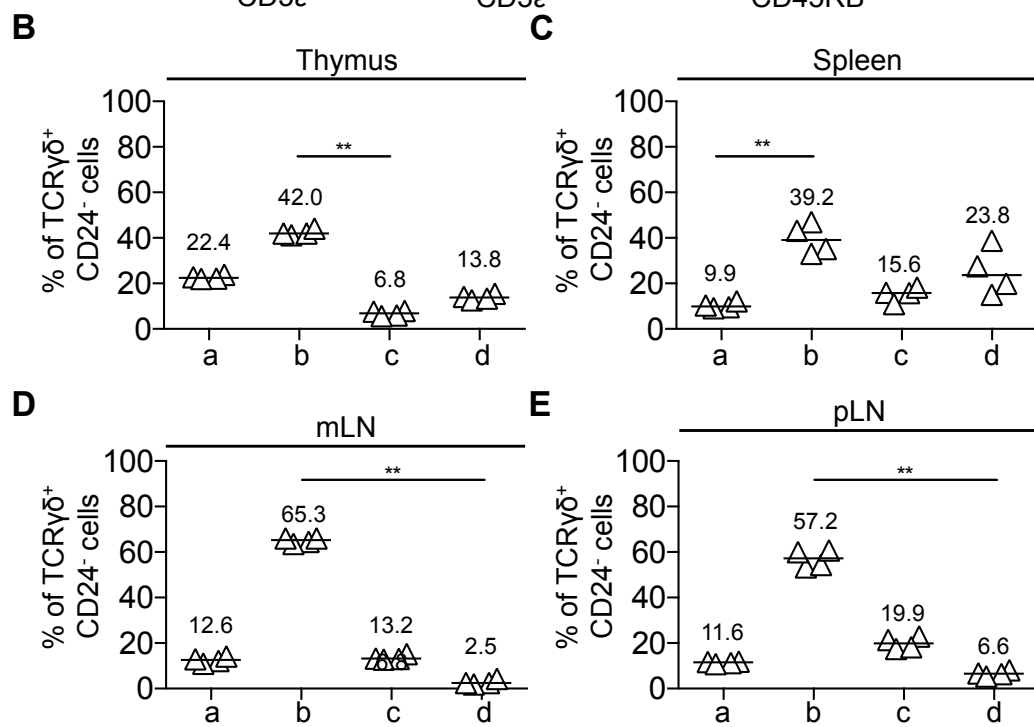 CD3ε CD3ε CD45RB
B
Thymus
% of TCRγδ+
CD24- cells
100
80
60
40
20
0
22.4
42.0
**
6.8
13.8
a b c d
C
Spleen
% of TCRγδ+
CD24- cells
100
80
60
40
20
0
9.9
**
39.2
15.6
23.8
a b c d
D
mLN
% of TCRγδ+
CD24- cells
100
80
60
40
20
0
12.6
65.3
**
13.2
2.5
a b c d
E
pLN
% of TCRγδ+
CD24- cells
100
80
60
40
20
0
11.6
57.2
**
19.9
6.6
a b c d